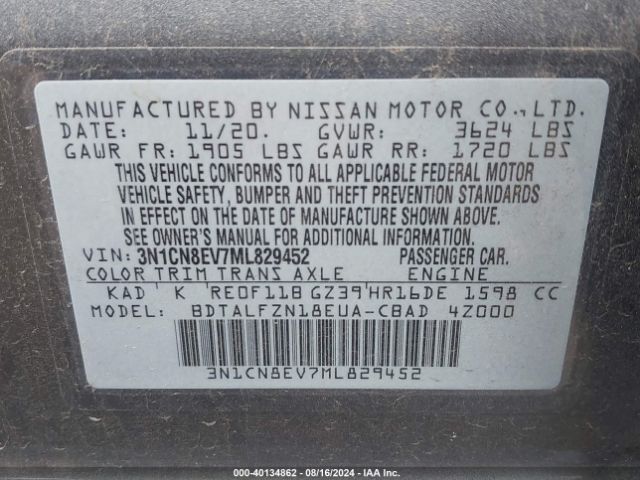 MANUFACTURED BY NISSAN MOTOR CO.,LTD.
DATE: 11/20. GVWR: 3624 LBS
GAWR FR: 1905 LBS GAWR RR: 1720 LBS
THIS VEHICLE CONFORMS TO ALL APPLICABLE FEDERAL MOTOR
VEHICLE SAFETY, BUMPER AND THEFT PREVENTION STANDARDS
IN EFFECT ON THE DATE OF MANUFACTURE SHOWN ABOVE.
SEE OWNER'S MANUAL FOR ADDITIONAL INFORMATION.
VIN: 3N1CN8EV7ML829452 PASSENGER CAR.
COLOR TRIM TRANS AXLE ENGINE
KAD K RE0F11B GZ39 HR16DE 1598 CC
MODEL: BDTALFZN18EUA-CBAD 4Z000
3N1CN8EV7ML829452
000-40134862 - 08/16/2024 - IAA Inc.